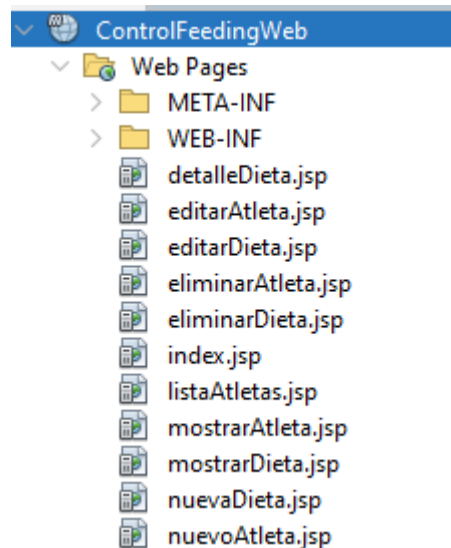 ControlFeedingWeb
Web Pages
META-INF
WEB-INF
detalleDieta.jsp
editarAtleta.jsp
editarDieta.jsp
eliminarAtleta.jsp
eliminarDieta.jsp
index.jsp
listaAtletas.jsp
mostrarAtleta.jsp
mostrarDieta.jsp
nuevaDieta.jsp
nuevoAtleta.jsp